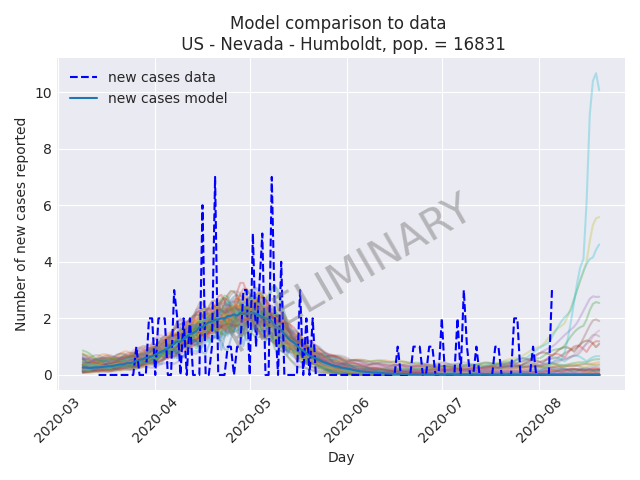 Model comparison to data
US - Nevada - Humboldt, pop. = 16831
new cases data
new cases model
Number of new cases reported
10
8
6
4
2
0
2020-03
2020-04
2020-05
2020-06
2020-07
2020-08
Day